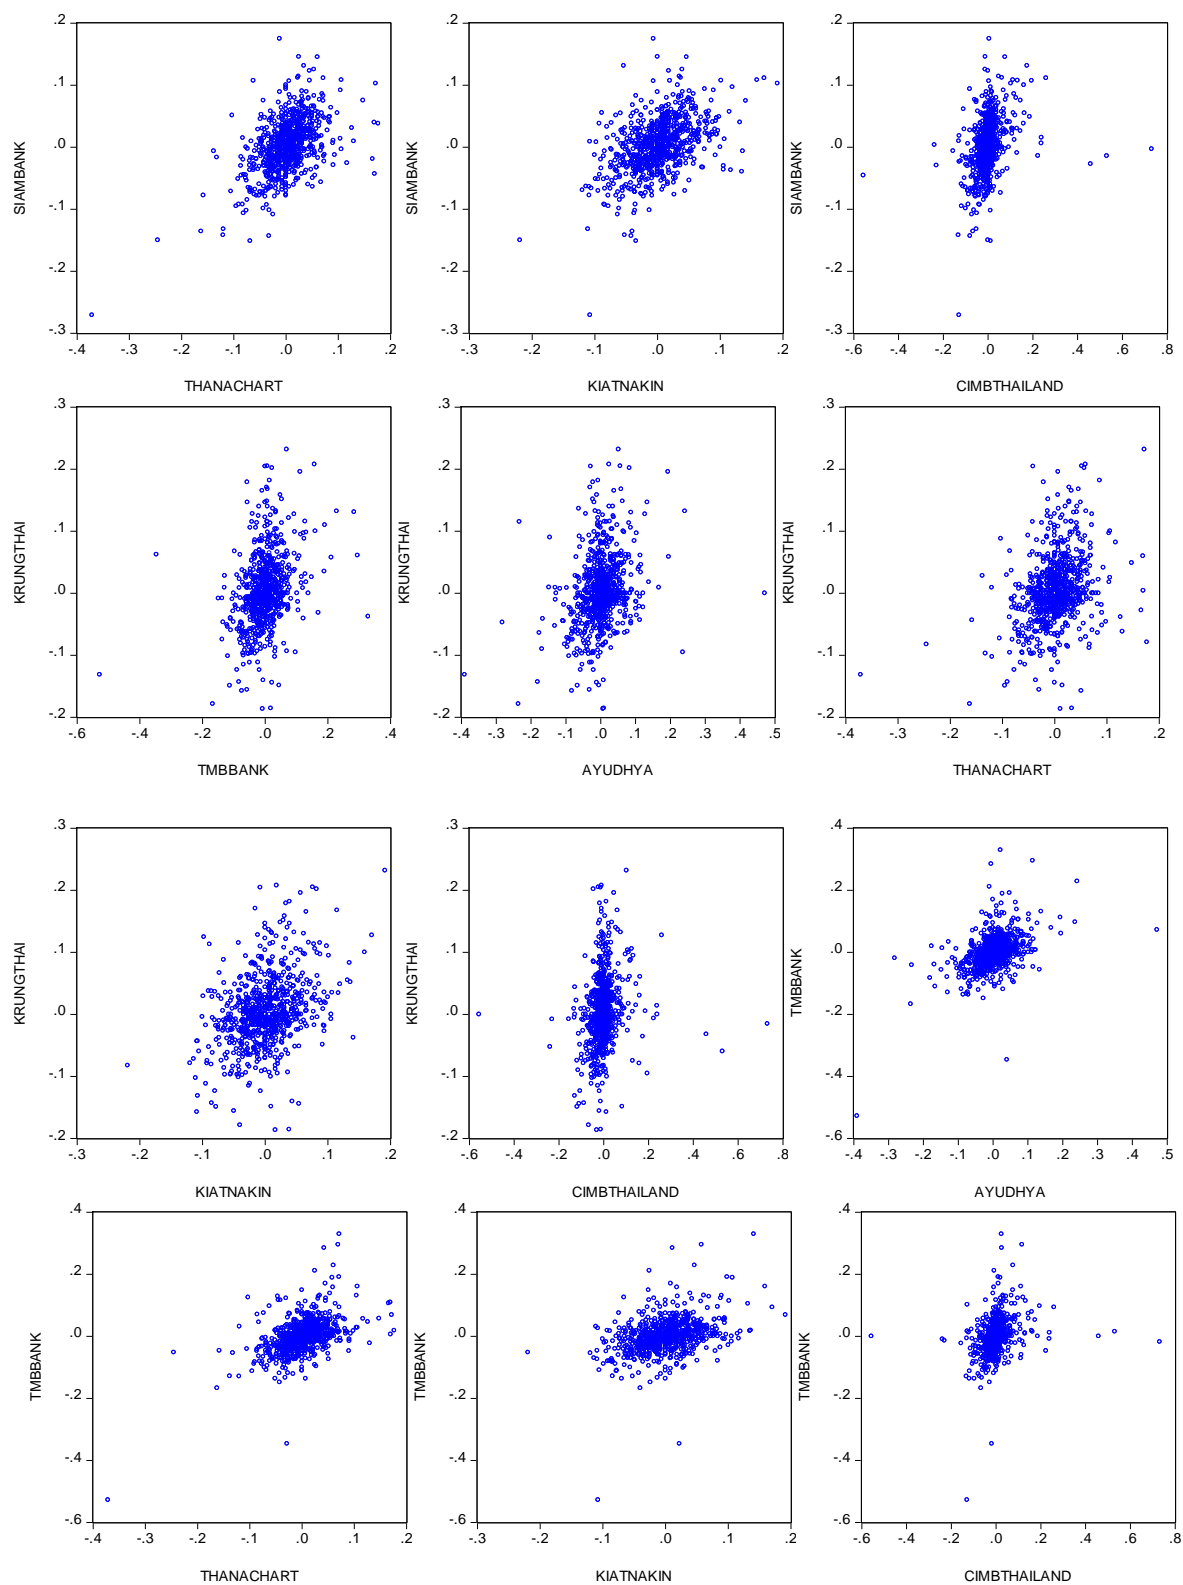 .2 .2 .2
.1 .1 .1
SIAMBANK .0 SIAMBANK .0 SIAMBANK .0
-.1 -.1 -.1
-.2 -.2 -.2
-.3 -.3 -.3
-.4 -.3 -.2 -.1 .0 .1 .2 -.3 -.2 -.1 .0 .1 .2 -.6 -.4 -.2 .0 .2 .4 .6 .8
THANACHART KIATNAKIN CIMBTHAILAND
.3 .3 .3
.2 .2 .2
.1 .1 .1
KRUNGTHAI .0 KRUNGTHAI .0 KRUNGTHAI .0
-.1 -.1 -.1
-.2 -.2 -.2
-.6 -.4 -.2 .0 .2 .4 -.4 -.3 -.2 -.1 .0 .1 .2 .3 .4 .5 -.4 -.3 -.2 -.1 .0 .1 .2
TMBBANK AYUDHYA THANACHART
.3 .3 .4
.2 .2 .2
.1 .1 .0
KRUNGTHAI .0 KRUNGTHAI .0 TMBBANK -.2
-.1 -.1 -.4
-.2 -.2 -.6
-.3 -.2 -.1 .0 .1 .2 -.6 -.4 -.2 .0 .2 .4 .6 .8 -.4 -.3 -.2 -.1 .0 .1 .2 .3 .4 .5
KIATNAKIN CIMBTHAILAND AYUDHYA
.4 .4 .4
.2 .2 .2
.0 .0 .0
TMBBANK -.2 TMBBANK -.2 TMBBANK -.2
-.4 -.4 -.4
-.6 -.6 -.6
-.4 -.3 -.2 -.1 .0 .1 .2 -.3 -.2 -.1 .0 .1 .2 -.6 -.4 -.2 .0 .2 .4 .6 .8
THANACHART KIATNAKIN CIMBTHAILAND